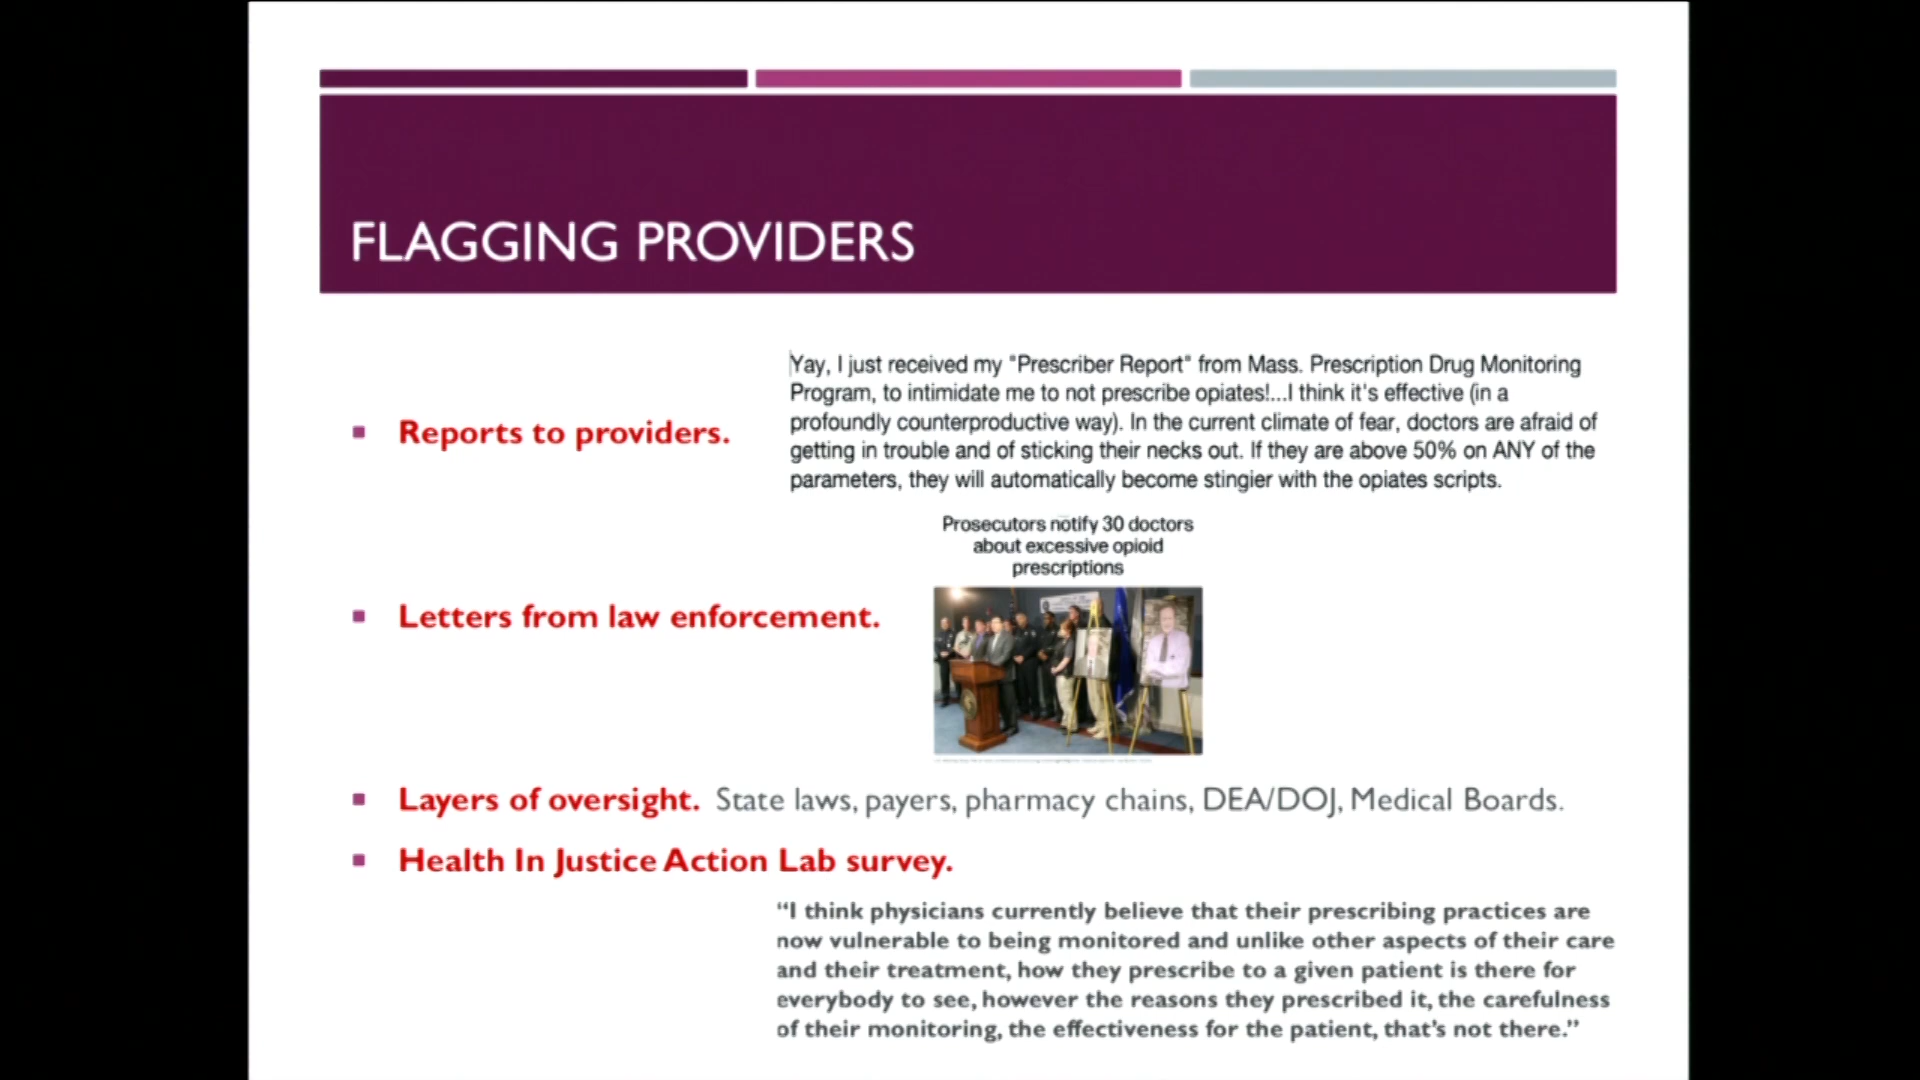 FLAGGING PROVIDERS
Reports to providers.
Yay, I just received my "Prescriber Report" from Mass. Prescription Drug Monitoring
Program, to intimidate me to not prescribe opiates!...I think it's effective (in a
profoundly counterproductive way). In the current climate of fear, doctors are afraid of
getting in trouble and of sticking their necks out. If they are above 50% on ANY of the
parameters, they will automatically become stingier with the opiates scripts.
Prosecutors notify 30 doctors
about excessive opioid
prescriptions
Letters from law enforcement.
Layers of oversight. State laws, payers, pharmacy chains, DEA/DOJ, Medical Boards.
Health In Justice Action Lab survey.
“I think physicians currently believe that their prescribing practices are
now vulnerable to being monitored and unlike other aspects of their care
and their treatment, how they prescribe to a given patient is there for
everybody to see, however the reasons they prescribed it, the carefulness
of their monitoring, the effectiveness for the patient, that’s not there.”